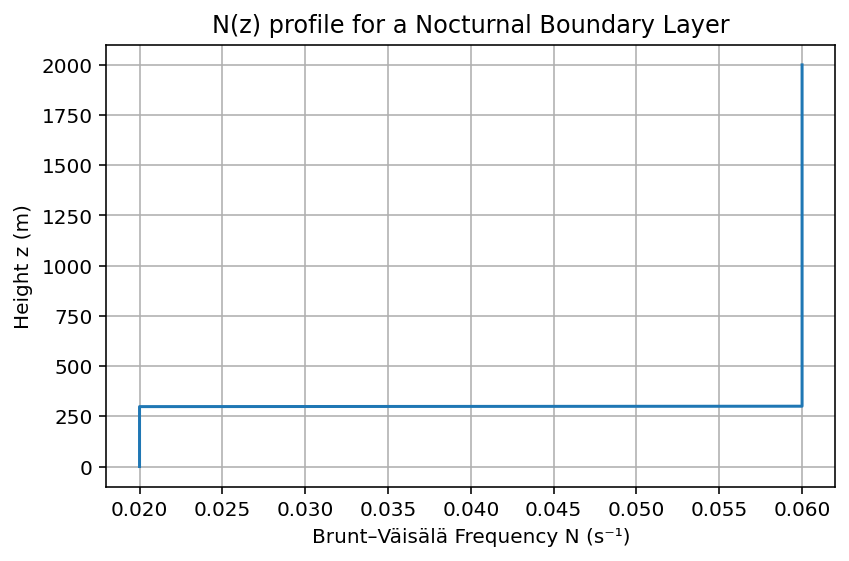 N(z) profile for a Nocturnal Boundary Layer
Height z (m)
2000
1750
1500
1250
1000
750
500
250
0
0.020 0.025 0.030 0.035 0.040 0.045 0.050 0.055 0.060
Brunt–Väisälä Frequency N (s⁻¹)